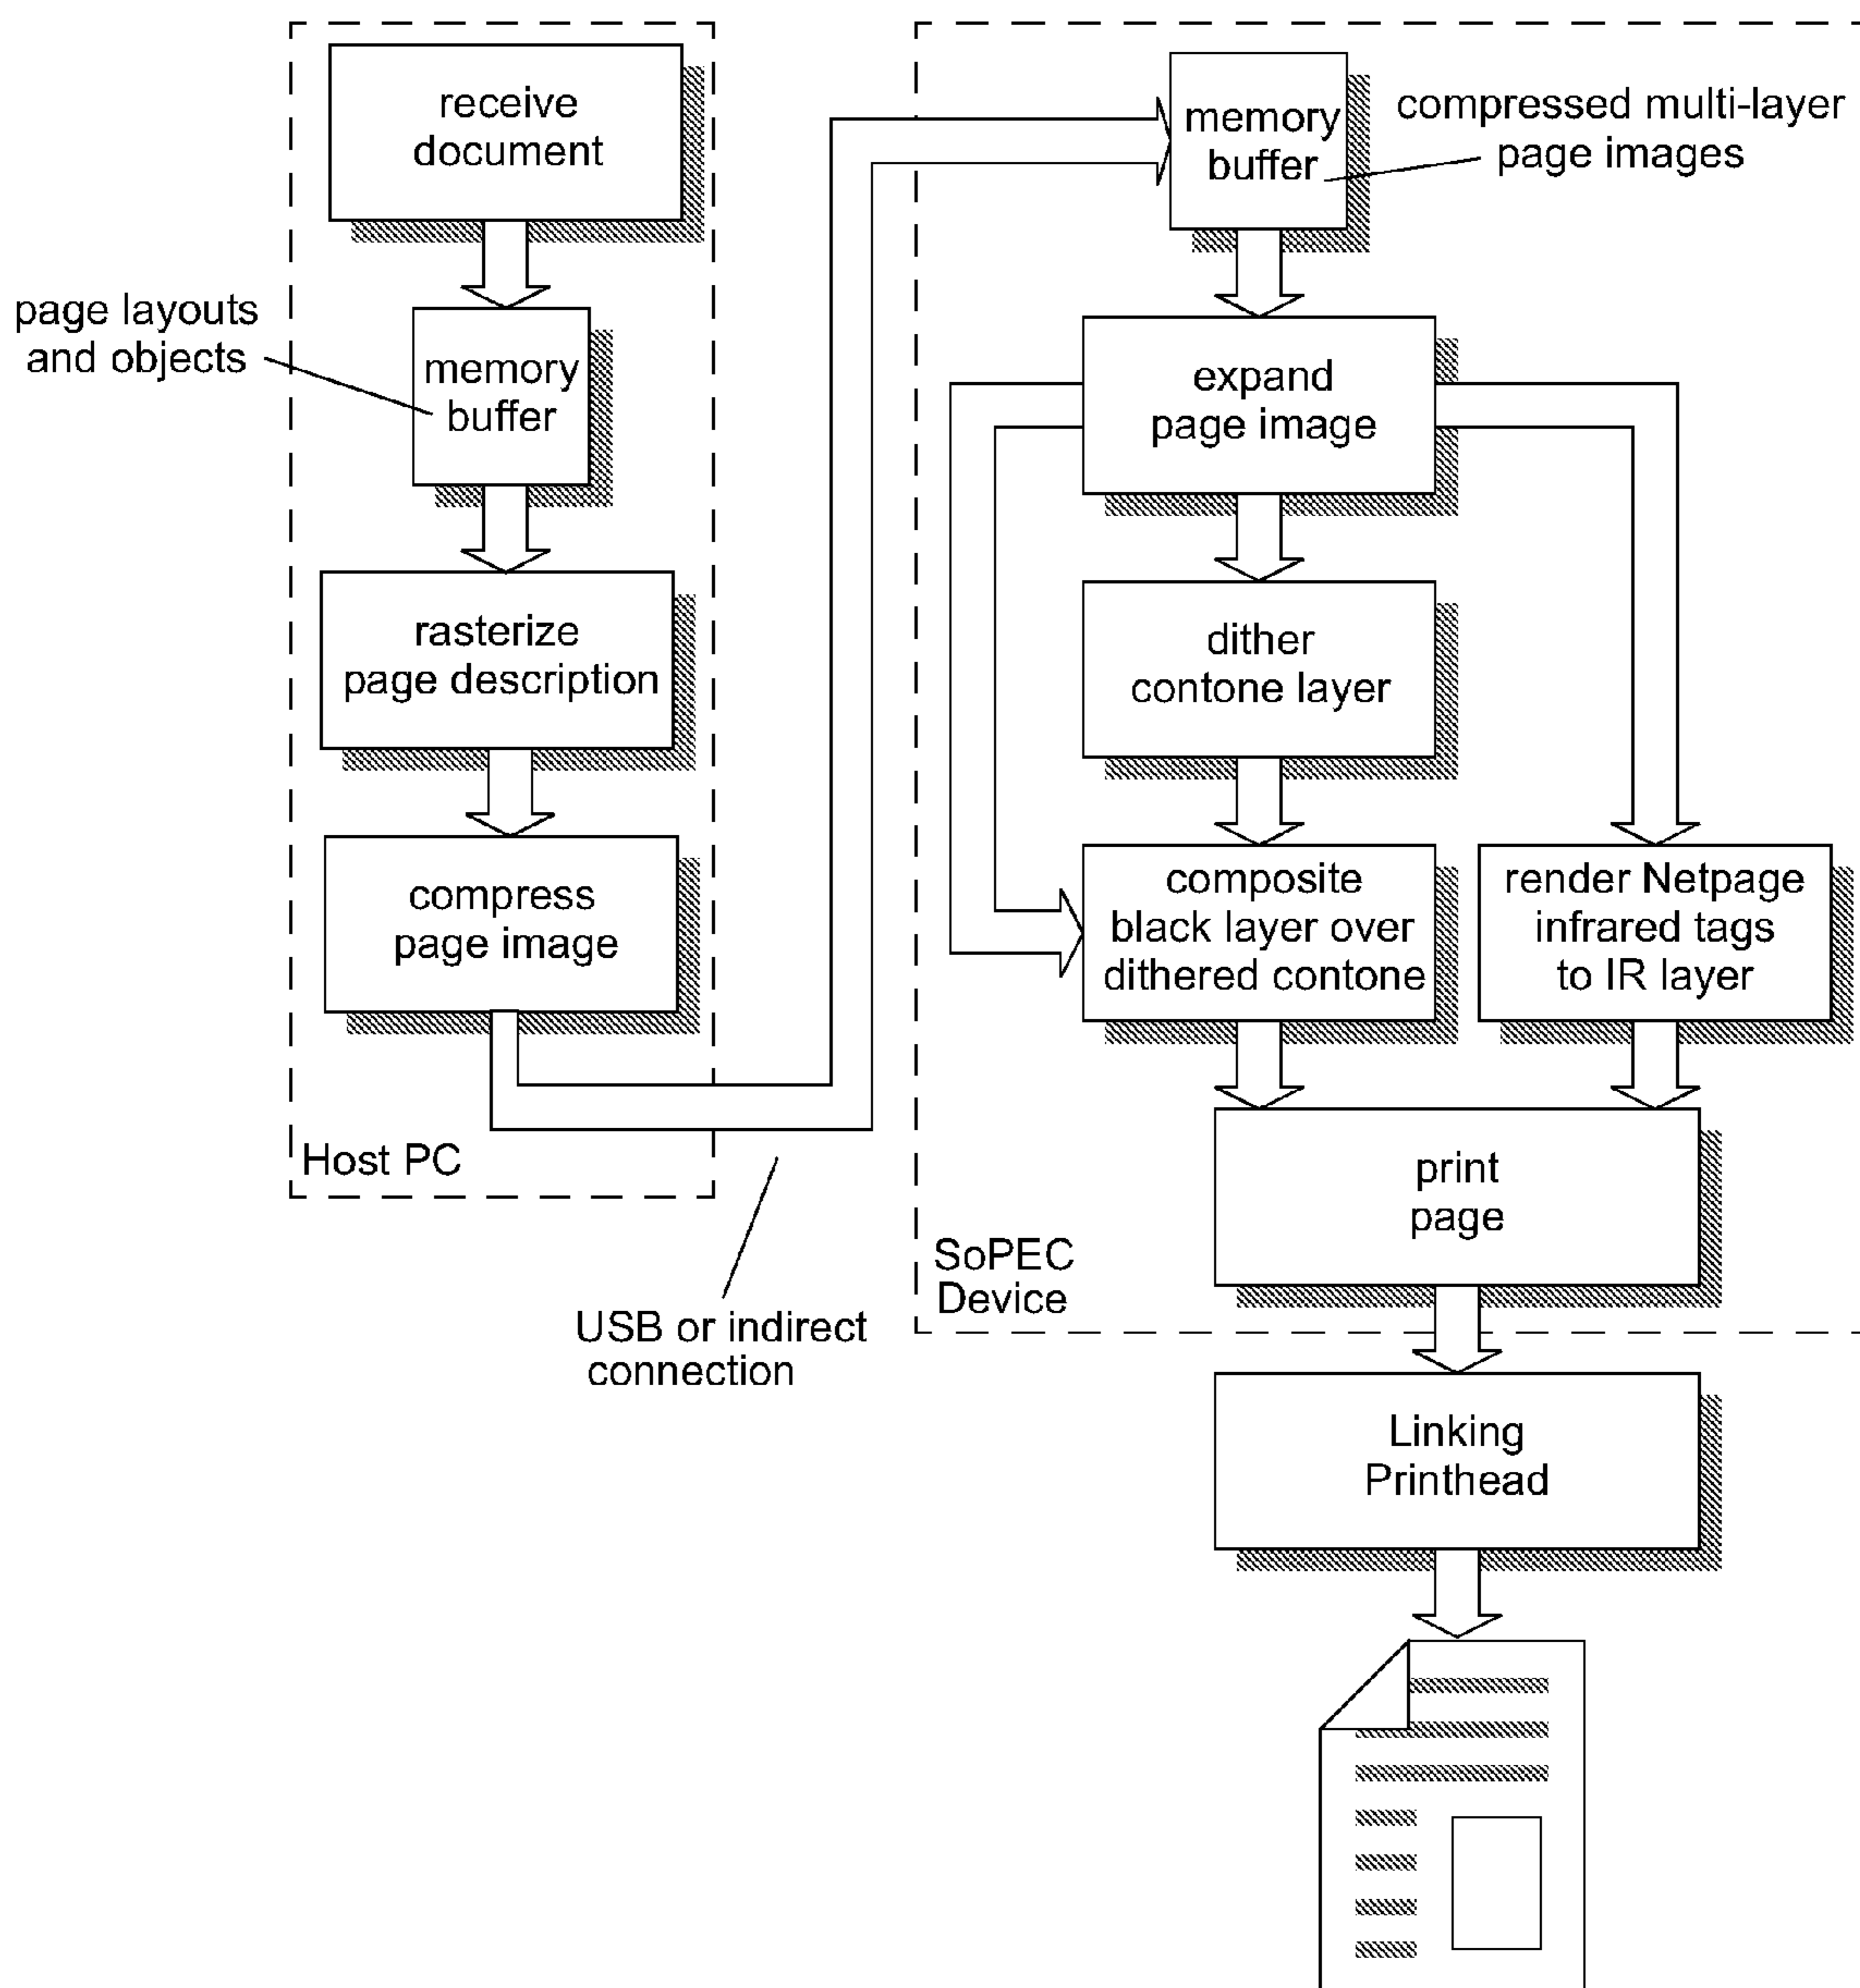 receive
document
page layouts
and objects
memory
buffer
rasterize
page description
compress
page image
Host PC
USB or indirect
connection
memory
buffer
compressed multi-layer
page images
expand
page image
dither
contone layer
composite
black layer over
dithered contone
render Netpage
infrared tags
to IR layer
print
page
SoPEC
Device
Linking
Printhead